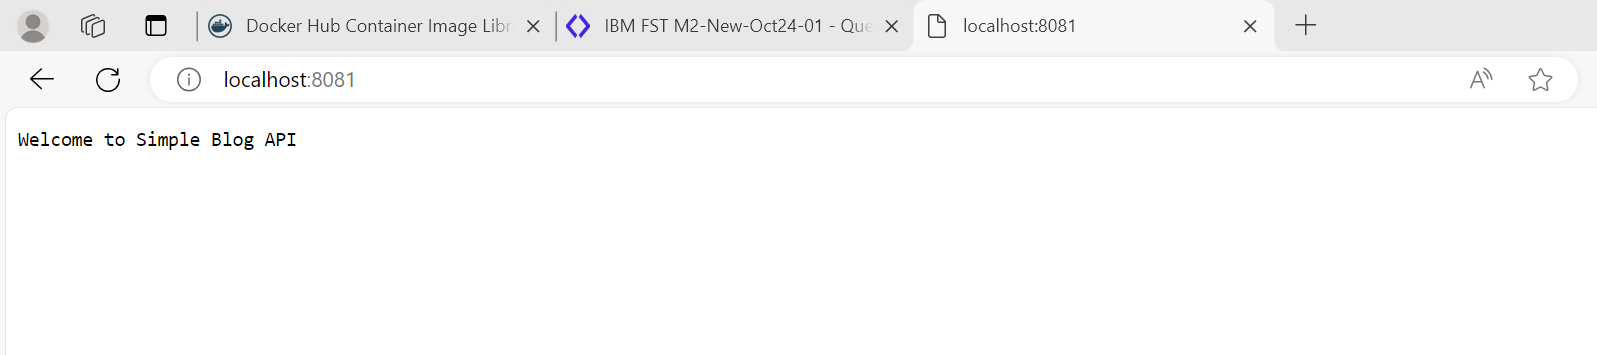 Docker Hub Container Image Libr
IBM FST M2-New-Oct24-01 - Que
localhost:8081
localhost:8081
Welcome to Simple Blog API